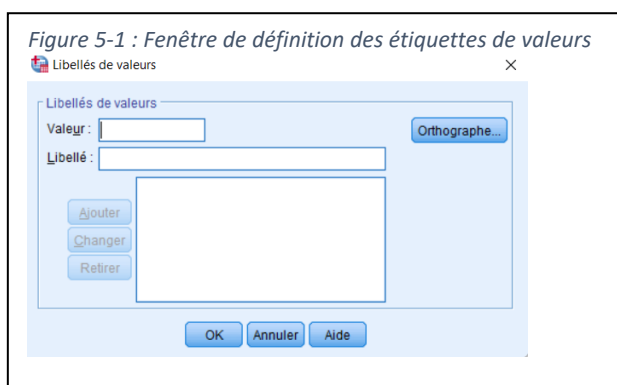 Figure 5-1 : Fenêtre de définition des étiquettes de valeurs
Libellés de valeurs
Libellés de valeurs
Valeur :
Orthographe...
Libellé :
Ajouter
Changer
Retirer
OK Annuler Aide